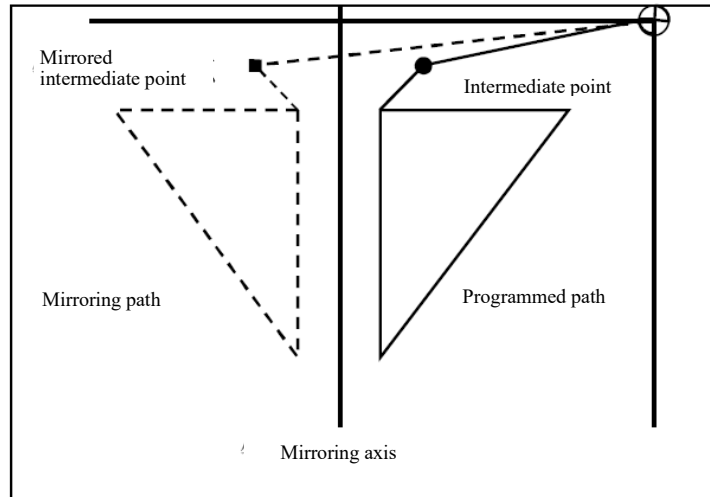 Mirrored
intermediate point
Intermediate point
Mirroring path
Programmed path
Mirroring axis